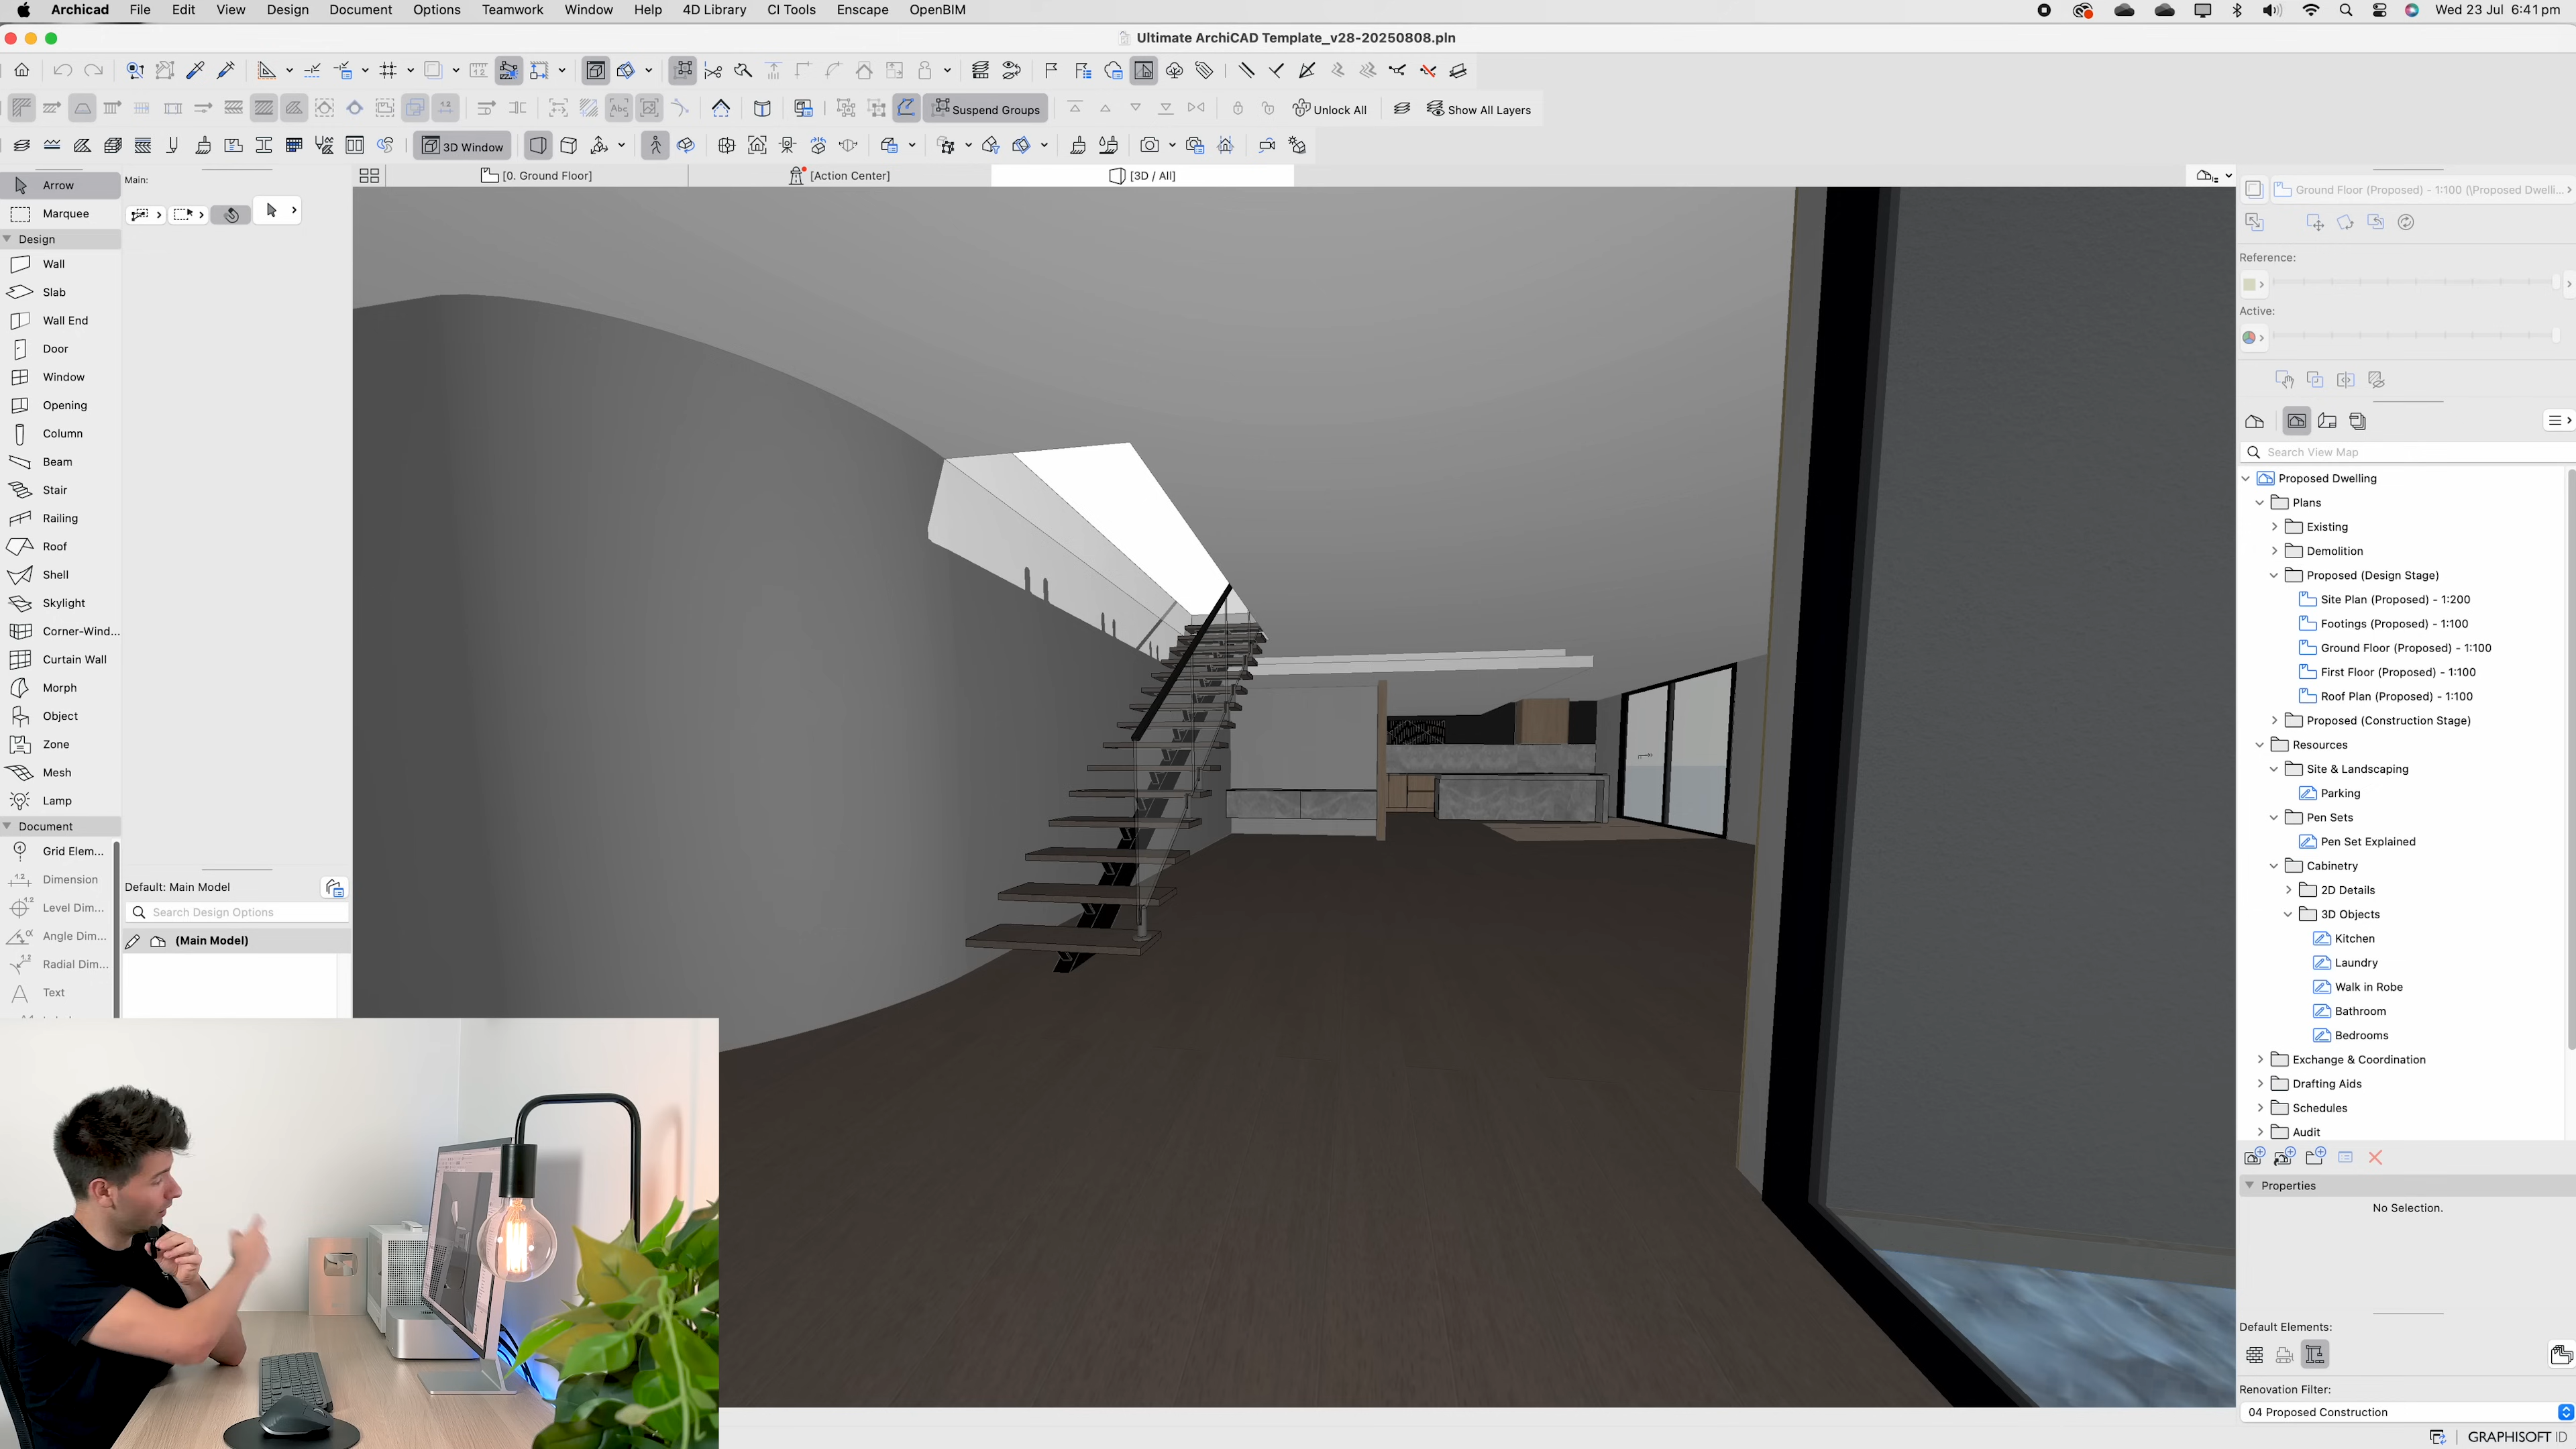 Archicad File Edit View Design Document Options Teamwork Window Help 4D Library CI Tools Enscape OpenBIM
Wed 23 Jul 6:41 pm
Ultimate ArchiCAD Template_v28-20250808.pln
Suspend Groups
Unlock All
Show All Layers
3D Window
Arrow
Marquee
Design
Wall
Slab
Wall End
Door
Window
Opening
Column
Beam
Stair
Railing
Roof
Shell
Skylight
Corner-Wind...
Curtain Wall
Morph
Object
Zone
Mesh
Lamp
Document
Grid Elem...
Dimension
Level Dim...
Angle Dim...
Radial Dim...
Text
Main:
Default: Main Model
Search Design Options
(Main Model)
[0. Ground Floor]
[Action Center]
[3D / All]
Ground Floor (Proposed) - 1:100 (\Proposed Dwelli...
Reference:
Active:
Search View Map
Proposed Dwelling
Plans
Existing
Demolition
Proposed (Design Stage)
Site Plan (Proposed) - 1:200
Footings (Proposed) - 1:100
Ground Floor (Proposed) - 1:100
First Floor (Proposed) - 1:100
Roof Plan (Proposed) - 1:100
Proposed (Construction Stage)
Resources
Site & Landscaping
Parking
Pen Sets
Pen Set Explained
Cabinetry
2D Details
3D Objects
Kitchen
Laundry
Walk in Robe
Bathroom
Bedrooms
Exchange & Coordination
Drafting Aids
Schedules
Audit
Properties
No Selection.
Default Elements:
Renovation Filter:
04 Proposed Construction
GRAPHISOFT ID